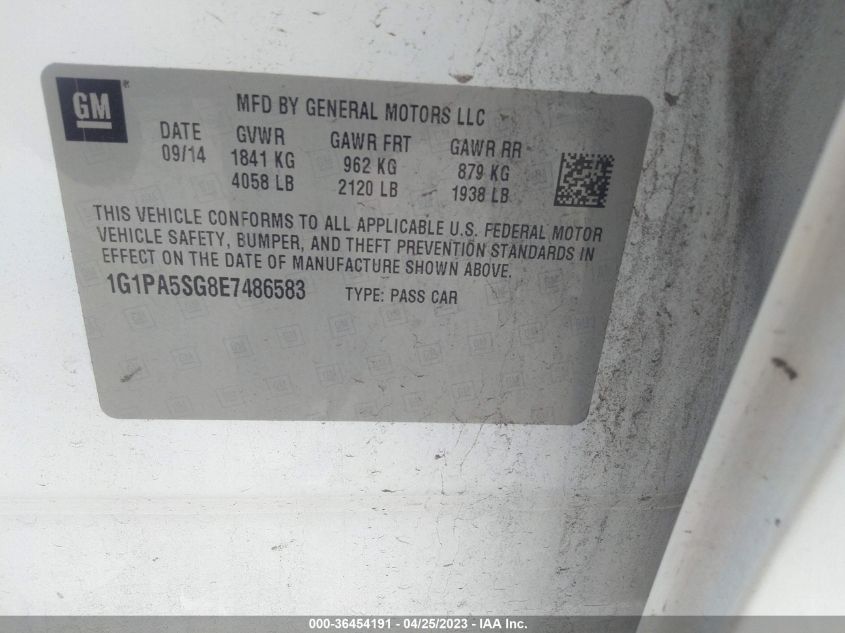 GM ®
MFD BY GENERAL MOTORS LLC
DATE GVWR GAWR FRT GAWR RR
09/14 1841 KG 962 KG 879 KG
4058 LB 2120 LB 1938 LB
THIS VEHICLE CONFORMS TO ALL APPLICABLE U.S. FEDERAL MOTOR
VEHICLE SAFETY, BUMPER, AND THEFT PREVENTION STANDARDS IN
EFFECT ON THE DATE OF MANUFACTURE SHOWN ABOVE.
1G1PA5SG8E7486583 TYPE: PASS CAR
000-36454191 - 04/25/2023 - IAA Inc.